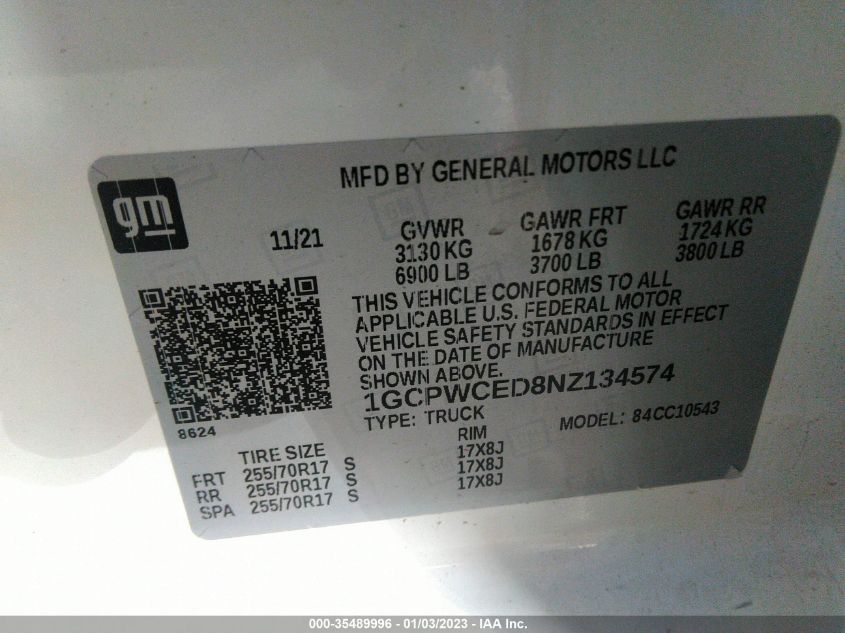 gm
MFD BY GENERAL MOTORS LLC
11/21
GVWR
3130 KG
6900 LB
GAWR FRT
1678 KG
3700 LB
GAWR RR
1724 KG
3800 LB
THIS VEHICLE CONFORMS TO ALL
APPLICABLE U.S. FEDERAL MOTOR
VEHICLE SAFETY STANDARDS IN EFFECT
ON THE DATE OF MANUFACTURE
SHOWN ABOVE.
1GCPWCED8NZ134574
TYPE: TRUCK
MODEL: 84CC10543
8624
TIRE SIZE RIM
FRT 255/70R17 S 17X8J
RR 255/70R17 S 17X8J
SPA 255/70R17 S 17X8J
000-35489996 - 01/03/2023 - IAA Inc.